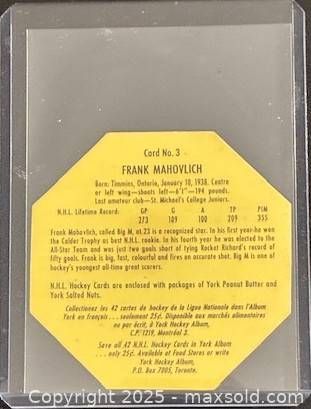 Card No. 3
FRANK MAHOVLICH
Born: Timmins, Ontario, January 10, 1938. Centre
or left wing—shoots left—6'1"—194 pounds.
Last amateur club—St. Michael's College Juniors.
N.H.L. Lifetime Record: GP G A TP PIM
273 109 100 209 355
Frank Mahovlich, called Big M, at 23 is a recognized star. In his first year he won
the Calder Trophy as best N.H.L. rookie. In his fourth year he was elected to the
All-Star Team and was just two goals short of tying Rocket Richard's record of
fifty goals. Frank is big, fast, colourful and fires an accurate shot. Big M is one of
hockey's youngest all-time great scorers.
N.H.L. Hockey Cards are enclosed with packages of York Peanut Butter and
York Salted Nuts.
Collectionnez les 42 cartes de hockey de la Ligue Nationale dans l'Album
York en français . . . seulement 25¢. Disponible aux marchés alimentaires
ou par écrit, à York Hockey Album,
C.P. 1219, Montréal 3.
Save all 42 N.H.L. Hockey Cards in York Album
. . . only 25¢. Available at Food Stores or write
York Hockey Album,
P.O. Box 7005, Toronto.
Copyright 2025 - maxsold.com